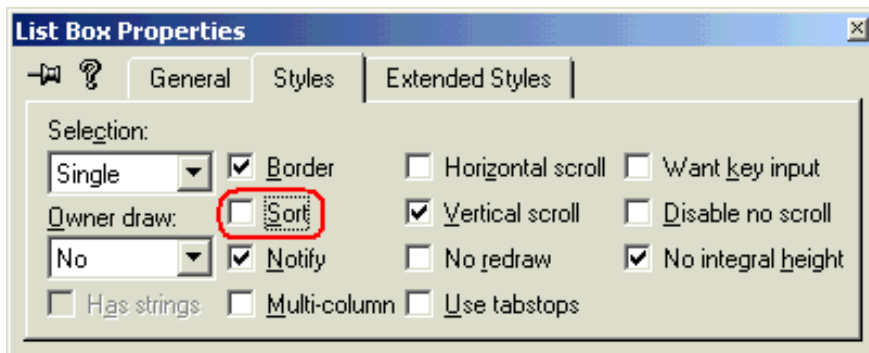 List Box Properties
General Styles Extended Styles
Selection:
Single Border Horizontal scroll Want key input
Owner draw: Sort Vertical scroll Disable no scroll
No Notify No redraw No integral height
Has strings Multi-column Use tabstops